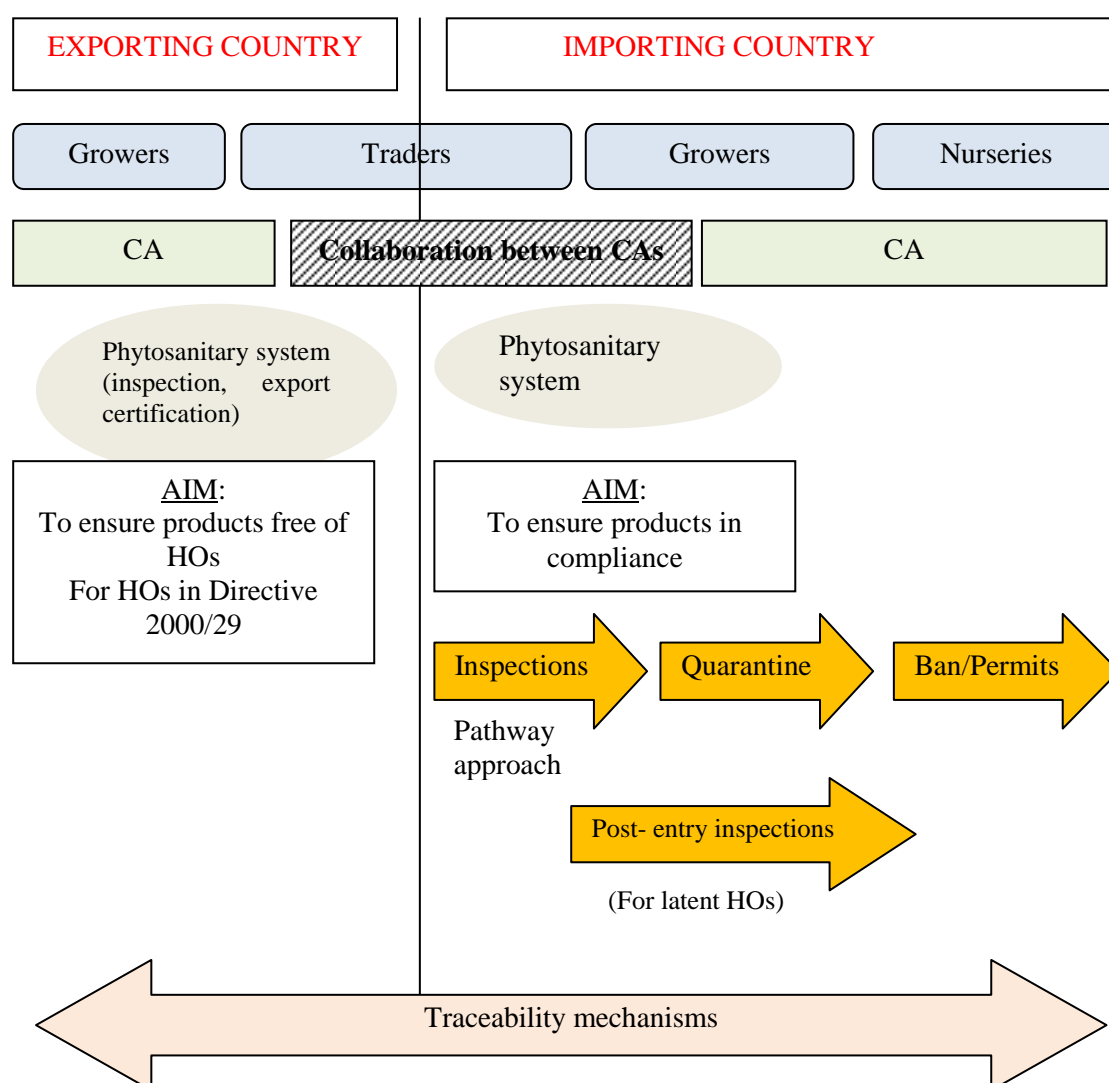 EXPORTING COUNTRY
IMPORTING COUNTRY
Growers
Traders
Growers
Nurseries
CA
Collaboration between CAs
CA
Phytosanitary system
(inspection, export
certification)
Phytosanitary
system
AIM:
To ensure products free of
HOs
For HOs in Directive
2000/29
AIM:
To ensure products in
compliance
Inspections
Quarantine
Ban/Permits
Pathway
approach
Post- entry inspections
(For latent HOs)
Traceability mechanisms